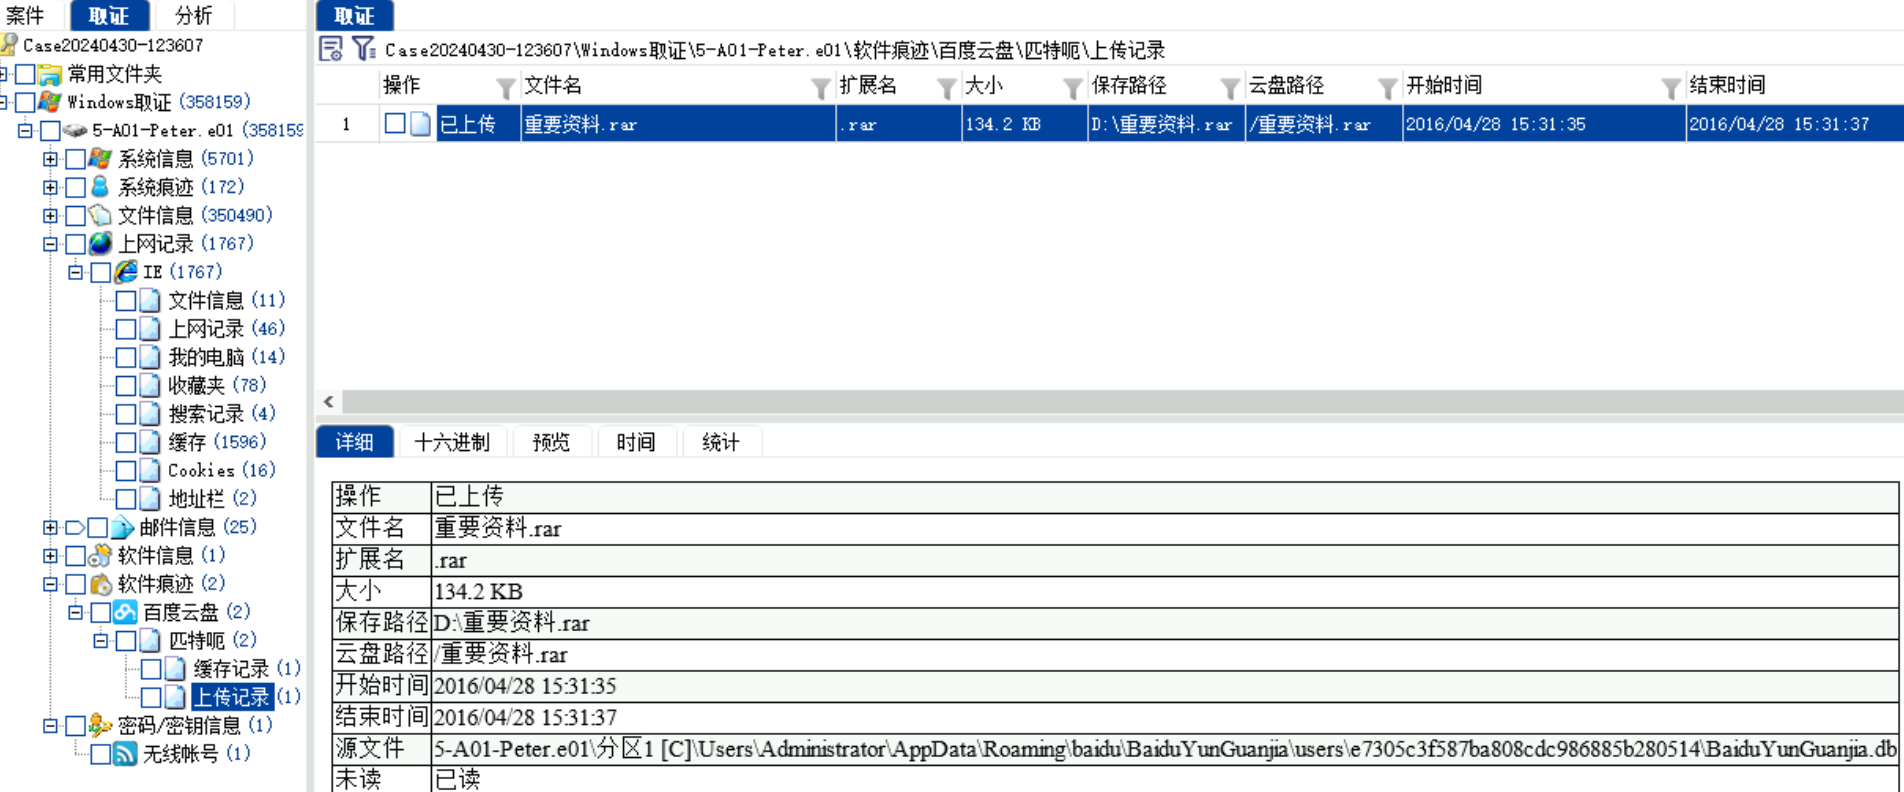 案件 取证 分析
Case20240430-123607
常用文件夹
Windows取证 (358159)
5-A01-Peter.e01 (358159
系统信息 (5701)
系统痕迹 (172)
文件信息 (350490)
上网记录 (1767)
IE (1767)
文件信息 (11)
上网记录 (46)
我的电脑 (14)
收藏夹 (78)
搜索记录 (4)
缓存 (1596)
Cookies (16)
地址栏 (2)
邮件信息 (25)
软件信息 (1)
软件痕迹 (2)
百度云盘 (2)
匹特呃 (2)
缓存记录 (1)
上传记录 (1)
密码/密钥信息 (1)
无线帐号 (1)
取证
Case20240430-123607\Windows取证\5-A01-Peter.e01\软件痕迹\百度云盘\匹特呃\上传记录
操作 文件名 扩展名 大小 保存路径 云盘路径 开始时间 结束时间
1 已上传 重要资料.rar .rar 134.2 KB D:\重要资料.rar /重要资料.rar 2016/04/28 15:31:35 2016/04/28 15:31:37
详细 十六进制 预览 时间 统计
操作 已上传
文件名 重要资料.rar
扩展名 .rar
大小 134.2 KB
保存路径 D:\重要资料.rar
云盘路径 /重要资料.rar
开始时间 2016/04/28 15:31:35
结束时间 2016/04/28 15:31:37
源文件 5-A01-Peter.e01\分区1 [C]\Users\Administrator\AppData\Roaming\baidu\BaiduYunGuanjia\users\e7305c3f587ba808cdc986885b280514\BaiduYunGuanjia.db
未读 已读